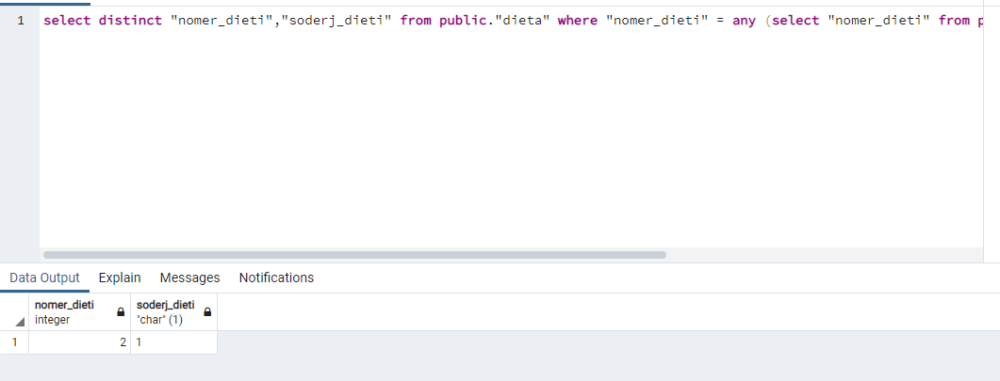 1 select distinct "nomer_dieti","soderj_dieti" from public."dieta" where "nomer_dieti" = any (select "nomer_dieti" from p
Data Output Explain Messages Notifications
nomer_dieti soderj_dieti
integer "char" (1)
1 2 1